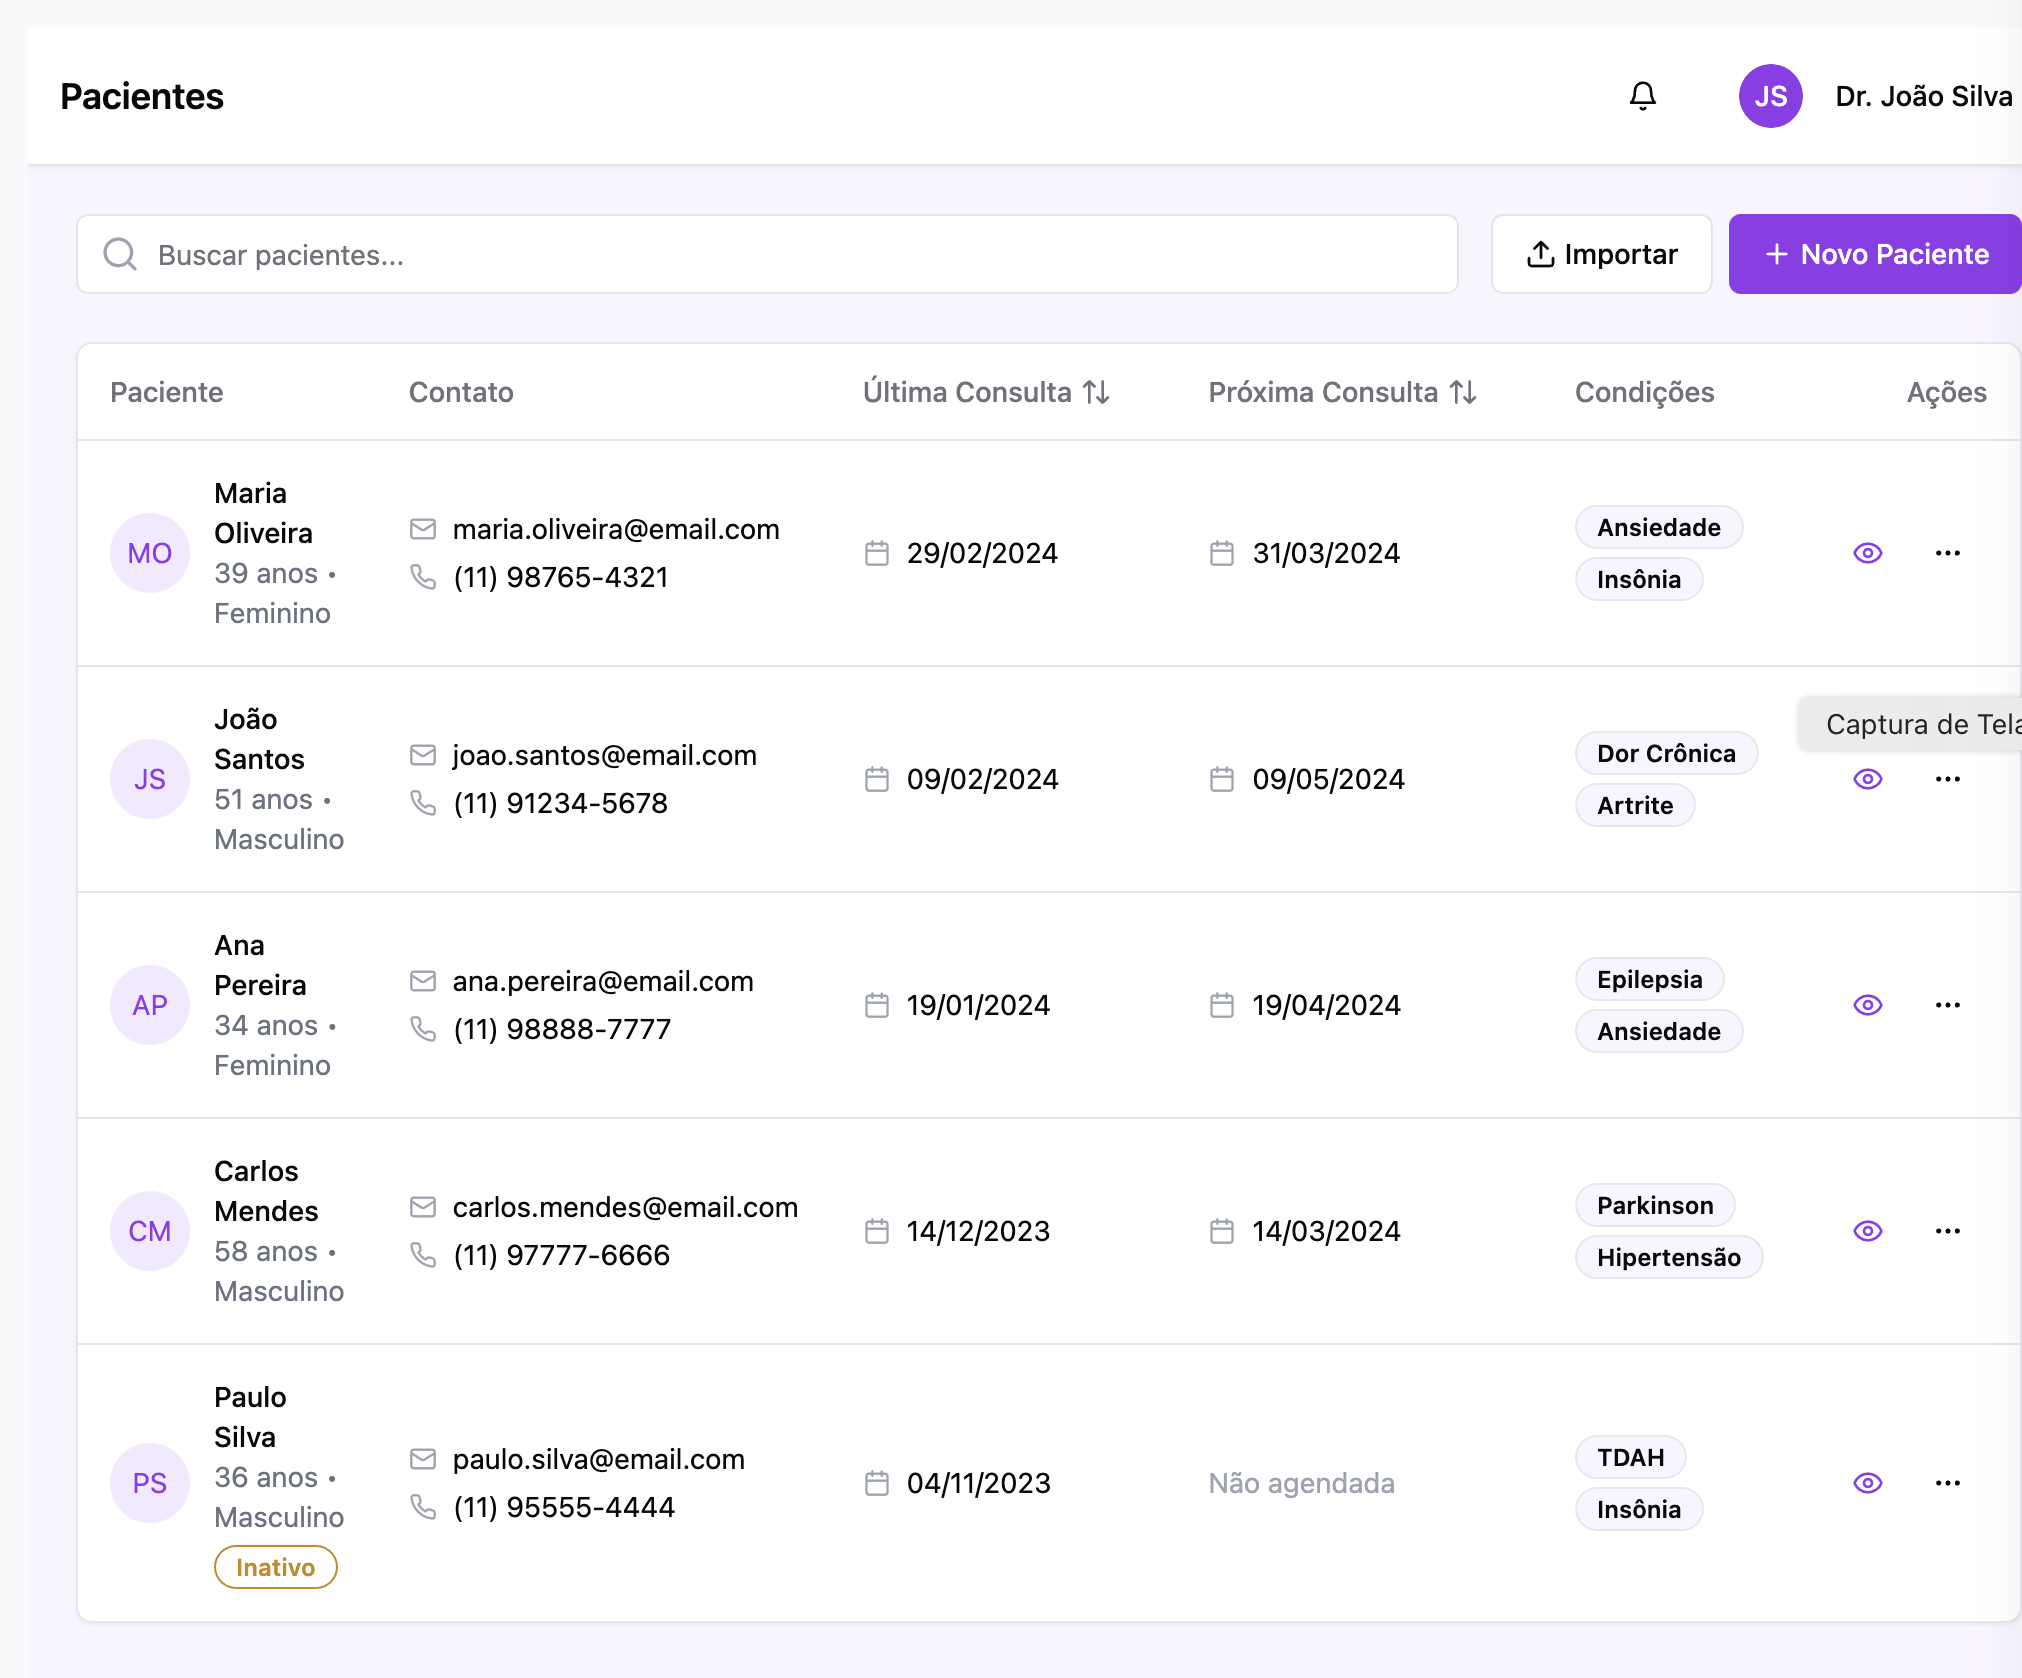 Pacientes
JS
Dr. João Silva
Buscar pacientes...
Importar
+ Novo Paciente
Paciente
Contato
Última Consulta
Próxima Consulta
Condições
Ações
MO
Maria
Oliveira
39 anos •
Feminino
maria.oliveira@email.com
(11) 98765-4321
29/02/2024
31/03/2024
Ansiedade
Insônia
JS
João
Santos
51 anos •
Masculino
joao.santos@email.com
(11) 91234-5678
09/02/2024
09/05/2024
Dor Crônica
Artrite
Captura de Tela
AP
Ana
Pereira
34 anos •
Feminino
ana.pereira@email.com
(11) 98888-7777
19/01/2024
19/04/2024
Epilepsia
Ansiedade
CM
Carlos
Mendes
58 anos •
Masculino
carlos.mendes@email.com
(11) 97777-6666
14/12/2023
14/03/2024
Parkinson
Hipertensão
PS
Paulo
Silva
36 anos •
Masculino
Inativo
paulo.silva@email.com
(11) 95555-4444
04/11/2023
Não agendada
TDAH
Insônia